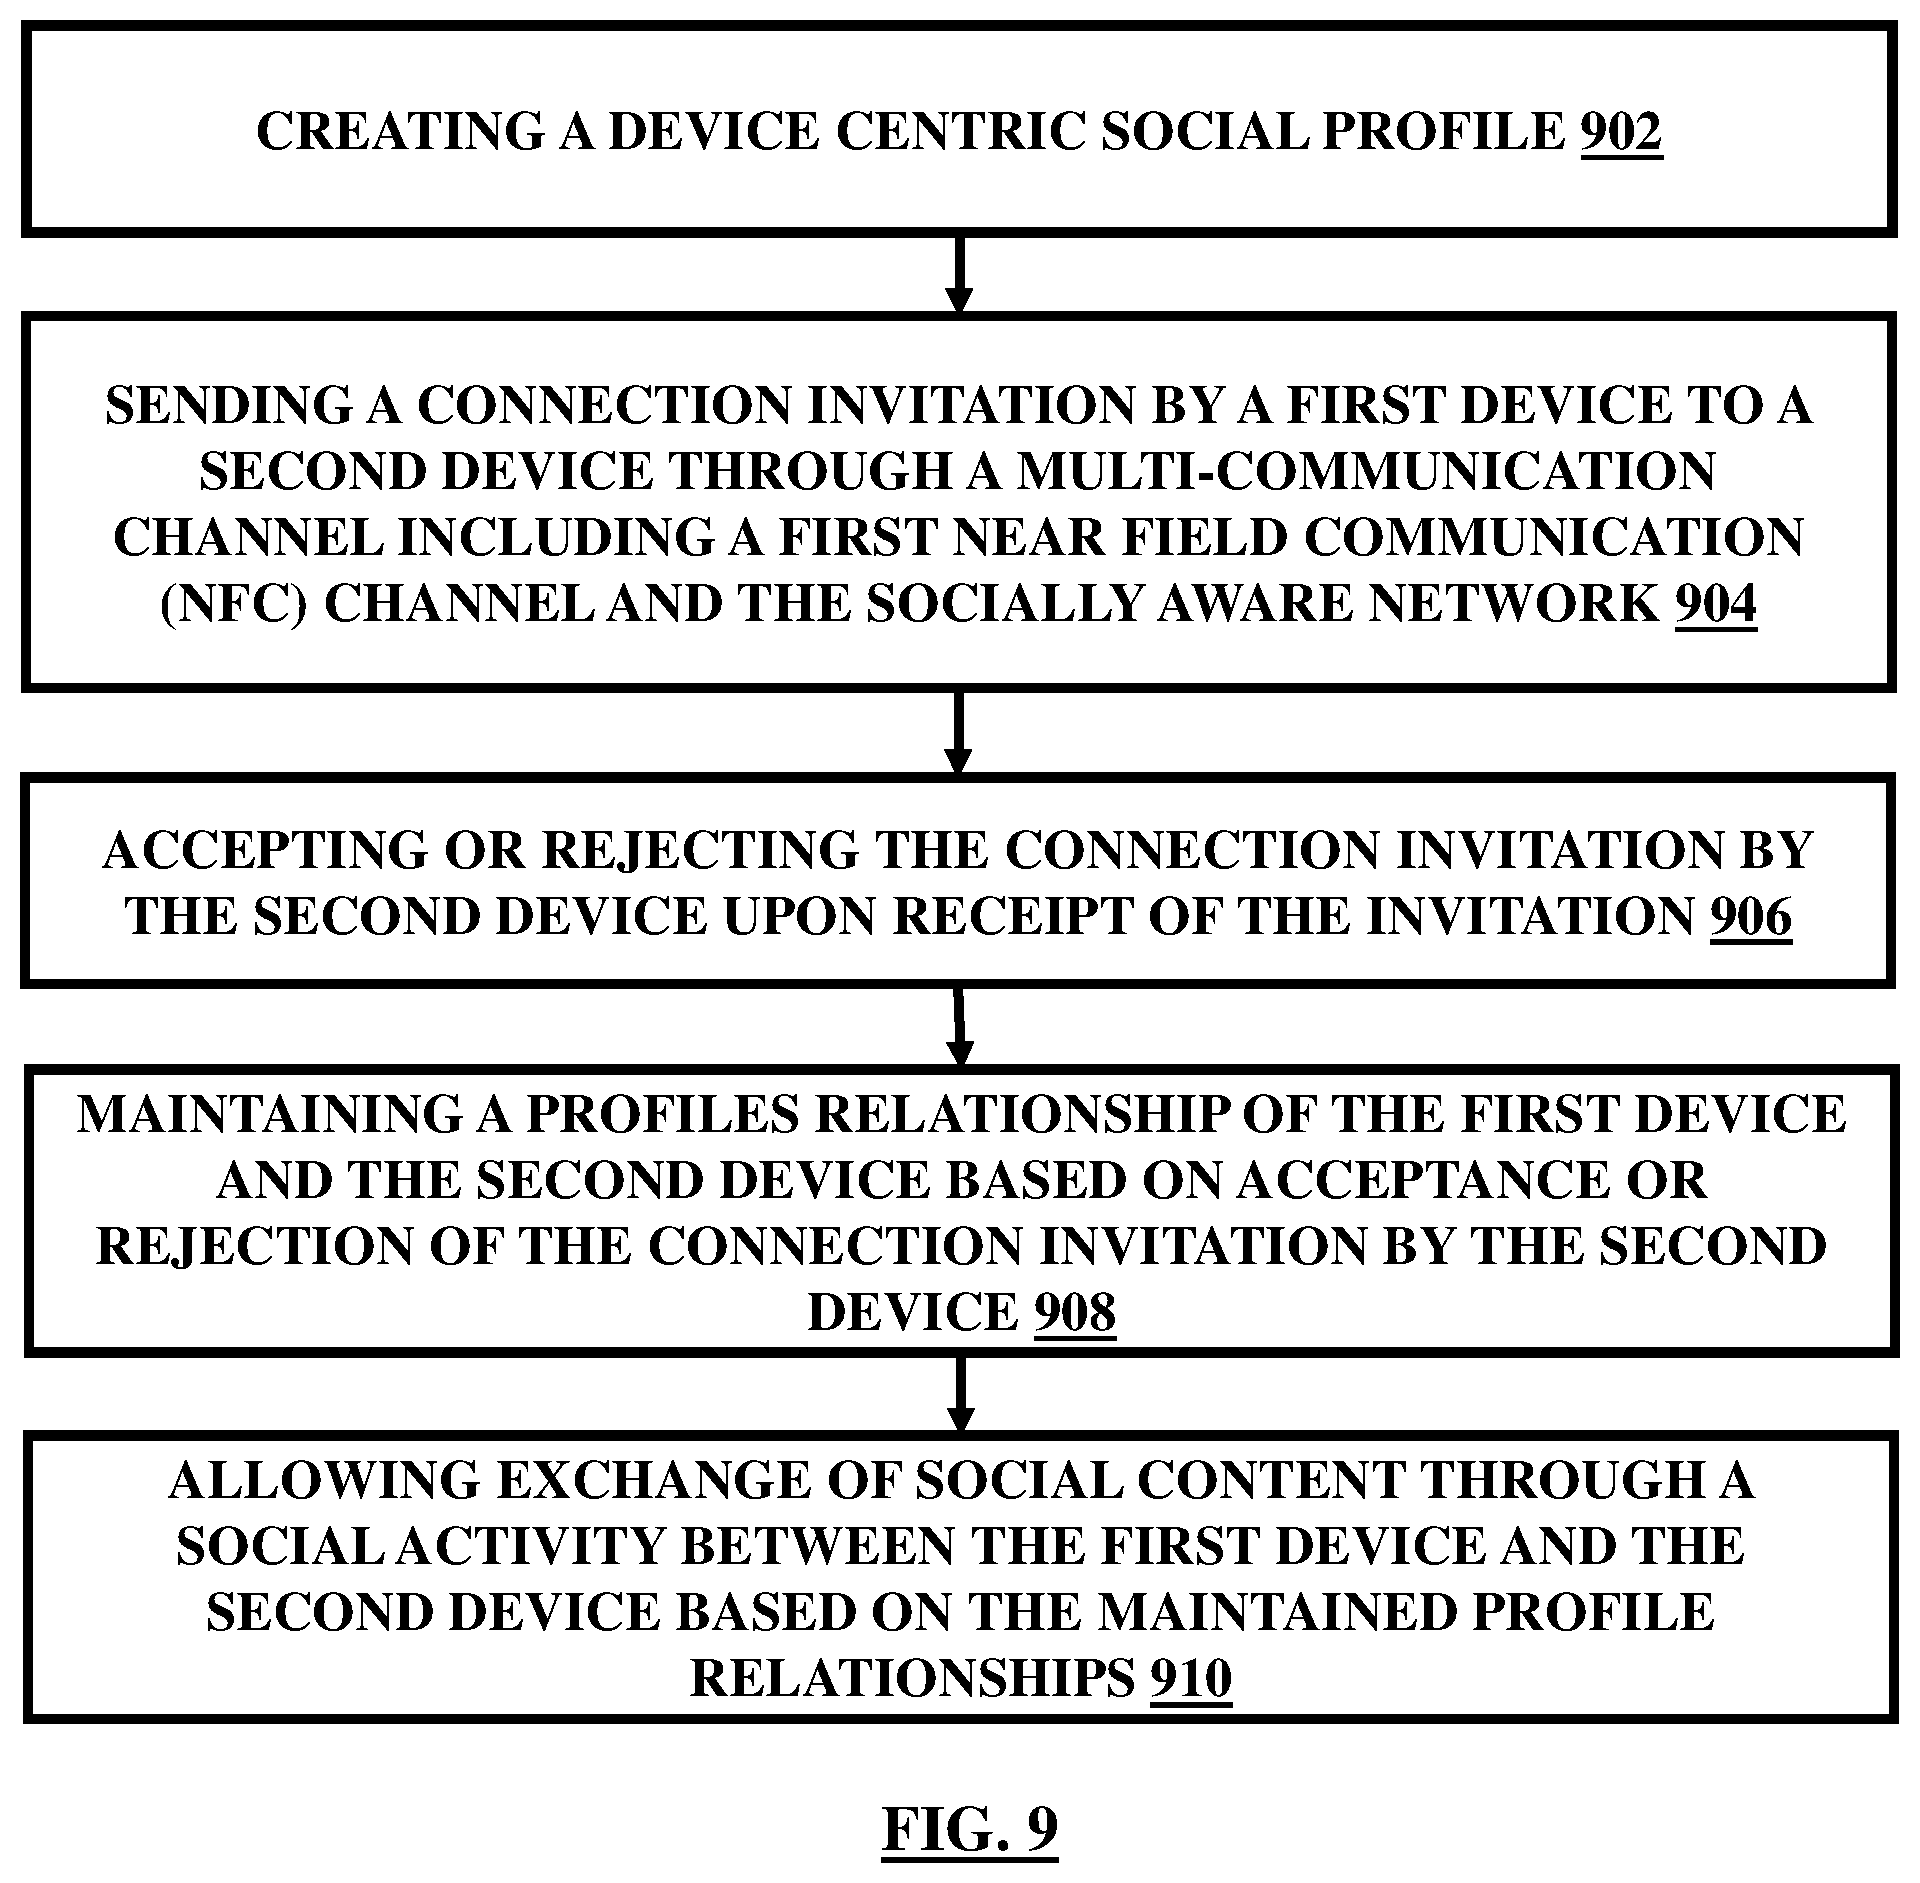 CREATING A DEVICE CENTRIC SOCIAL PROFILE 902
SENDING A CONNECTION INVITATION BY A FIRST DEVICE TO A
SECOND DEVICE THROUGH A MULTI-COMMUNICATION
CHANNEL INCLUDING A FIRST NEAR FIELD COMMUNICATION
(NFC) CHANNEL AND THE SOCIALLY AWARE NETWORK 904
ACCEPTING OR REJECTING THE CONNECTION INVITATION BY
THE SECOND DEVICE UPON RECEIPT OF THE INVITATION 906
MAINTAINING A PROFILES RELATIONSHIP OF THE FIRST DEVICE
AND THE SECOND DEVICE BASED ON ACCEPTANCE OR
REJECTION OF THE CONNECTION INVITATION BY THE SECOND
DEVICE 908
ALLOWING EXCHANGE OF SOCIAL CONTENT THROUGH A
SOCIAL ACTIVITY BETWEEN THE FIRST DEVICE AND THE
SECOND DEVICE BASED ON THE MAINTAINED PROFILE
RELATIONSHIPS 910
FIG. 9